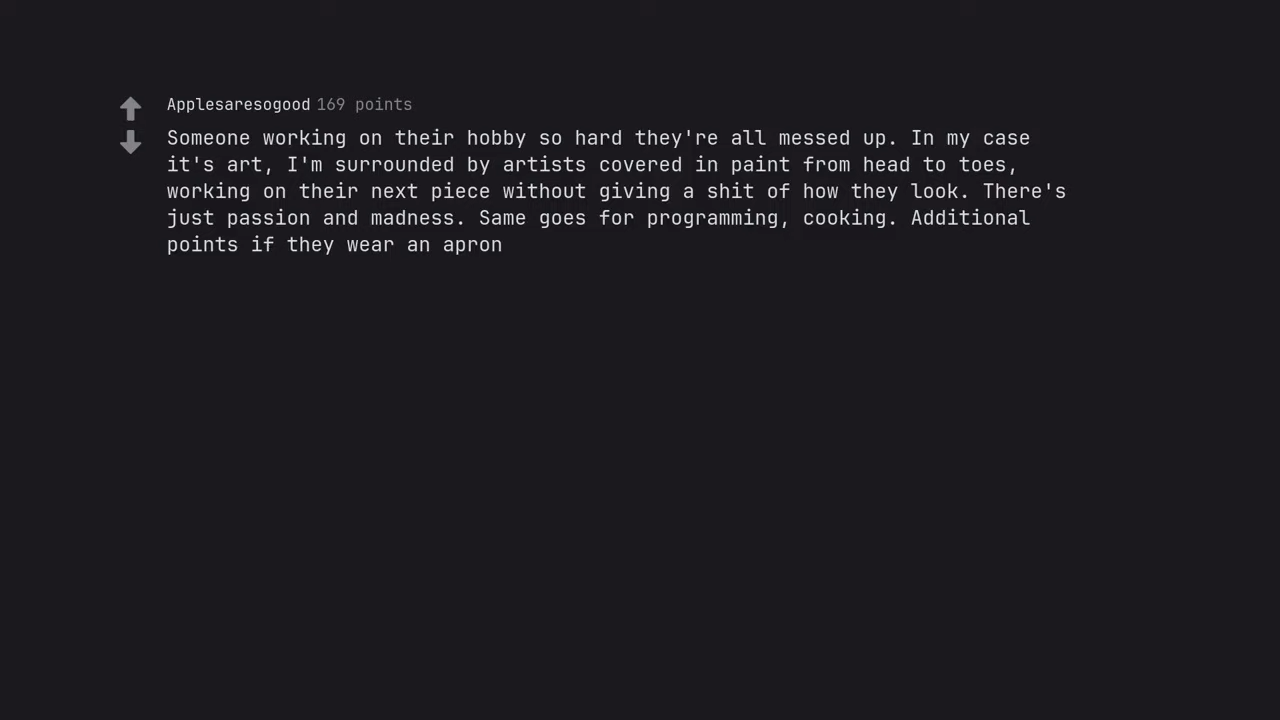 Applesaresogood 169 points
Someone working on their hobby so hard they're all messed up. In my case
it's art, I'm surrounded by artists covered in paint from head to toes,
working on their next piece without giving a shit of how they look. There's
just passion and madness. Same goes for programming, cooking. Additional
points if they wear an apron